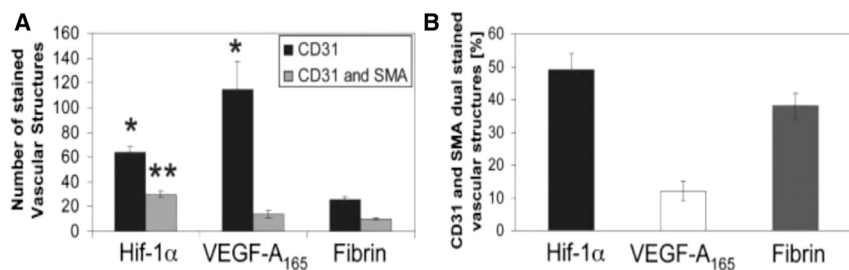 A
Number of stained
Vascular Structures
160
140
120
100
80
60
40
20
0
*
**
*
CD31
CD31 and SMA
Hif-1α
VEGF-A165
Fibrin
B
CD31 and SMA dual stained
vascular structures [%]
60
50
40
30
20
10
0
Hif-1α
VEGF-A165
Fibrin